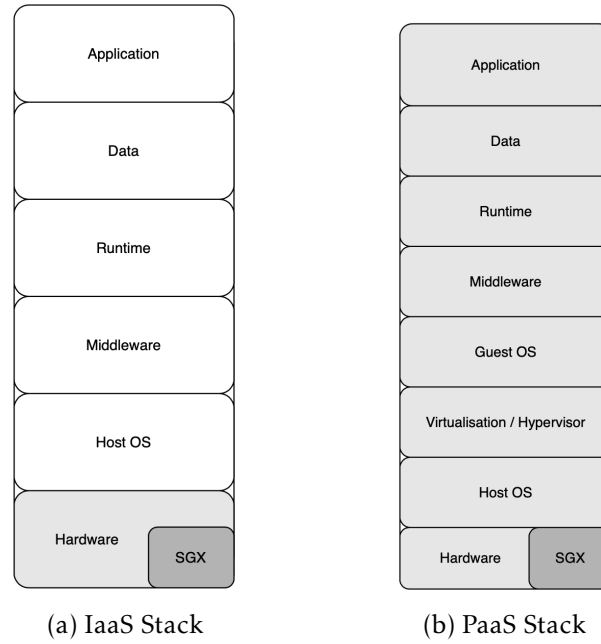 Application
Data
Runtime
Middleware
Host OS
Hardware
SGX
(a) IaaS Stack
Application
Data
Runtime
Middleware
Guest OS
Virtualisation / Hypervisor
Host OS
Hardware
SGX
(b) PaaS Stack